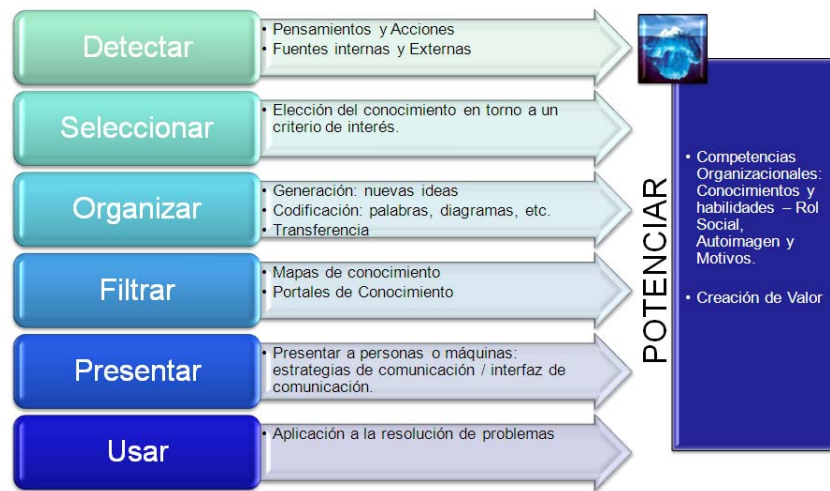 Detectar
• Pensamientos y Acciones
• Fuentes internas y Externas
Seleccionar
• Elección del conocimiento en torno a un
criterio de interés.
Organizar
• Generación: nuevas ideas
• Codificación: palabras, diagramas, etc.
• Transferencia
Filtrar
• Mapas de conocimiento
• Portales de Conocimiento
Presentar
• Presentar a personas o máquinas:
estrategias de comunicación / interfaz de
comunicación.
Usar
• Aplicación a la resolución de problemas
POTENCIAR
• Competencias
Organizacionales:
Conocimientos y
habilidades – Rol
Social,
Autoimagen y
Motivos.
• Creación de Valor